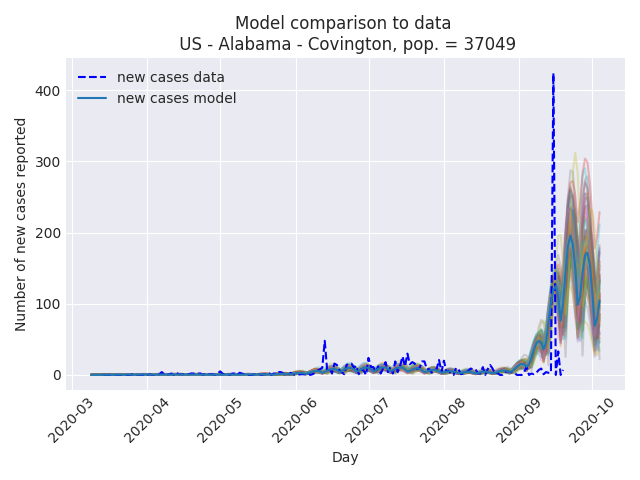 Model comparison to data
US - Alabama - Covington, pop. = 37049
new cases data
new cases model
Number of new cases reported
400
300
200
100
0
2020-03
2020-04
2020-05
2020-06
2020-07
2020-08
2020-09
2020-10
Day